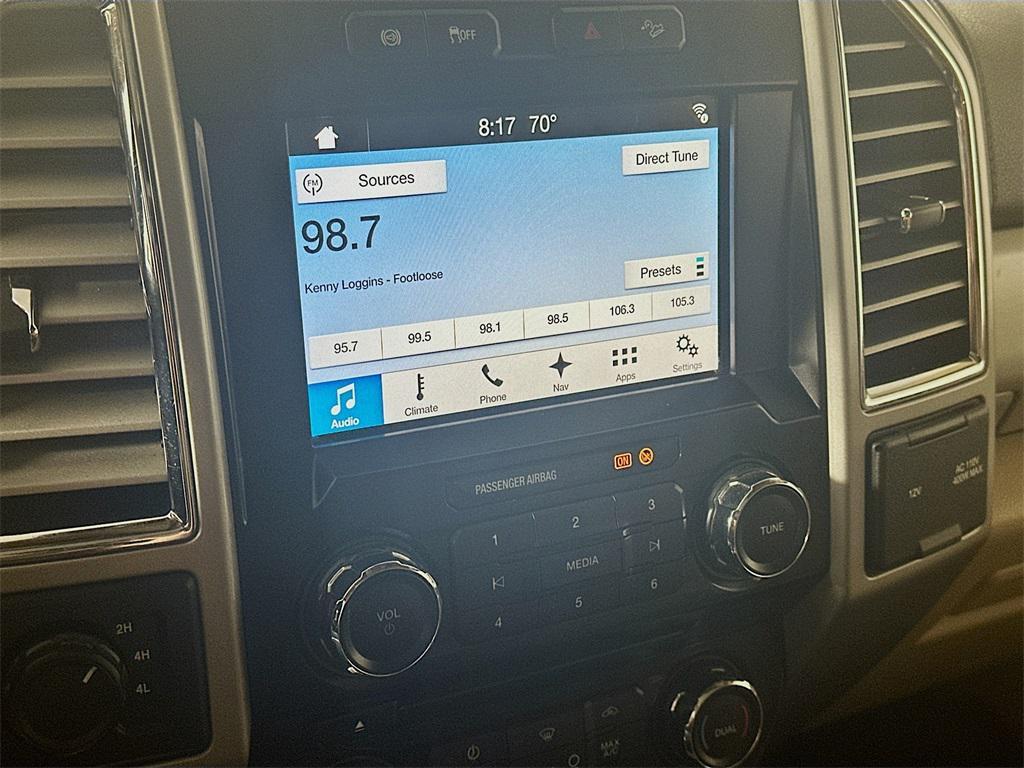 OFF
8:17 70°
FM Sources
Direct Tune
98.7
Kenny Loggins - Footloose
Presets
95.7 99.5 98.1 98.5 106.3 105.3
Audio Climate Phone Nav Apps Settings
PASSENGER AIRBAG ON
1 2 3
MEDIA
4 5 6
VOL
TUNE
12V
AC 110V
400W MAX
2H
4H
4L
MAX
A/C
DUAL